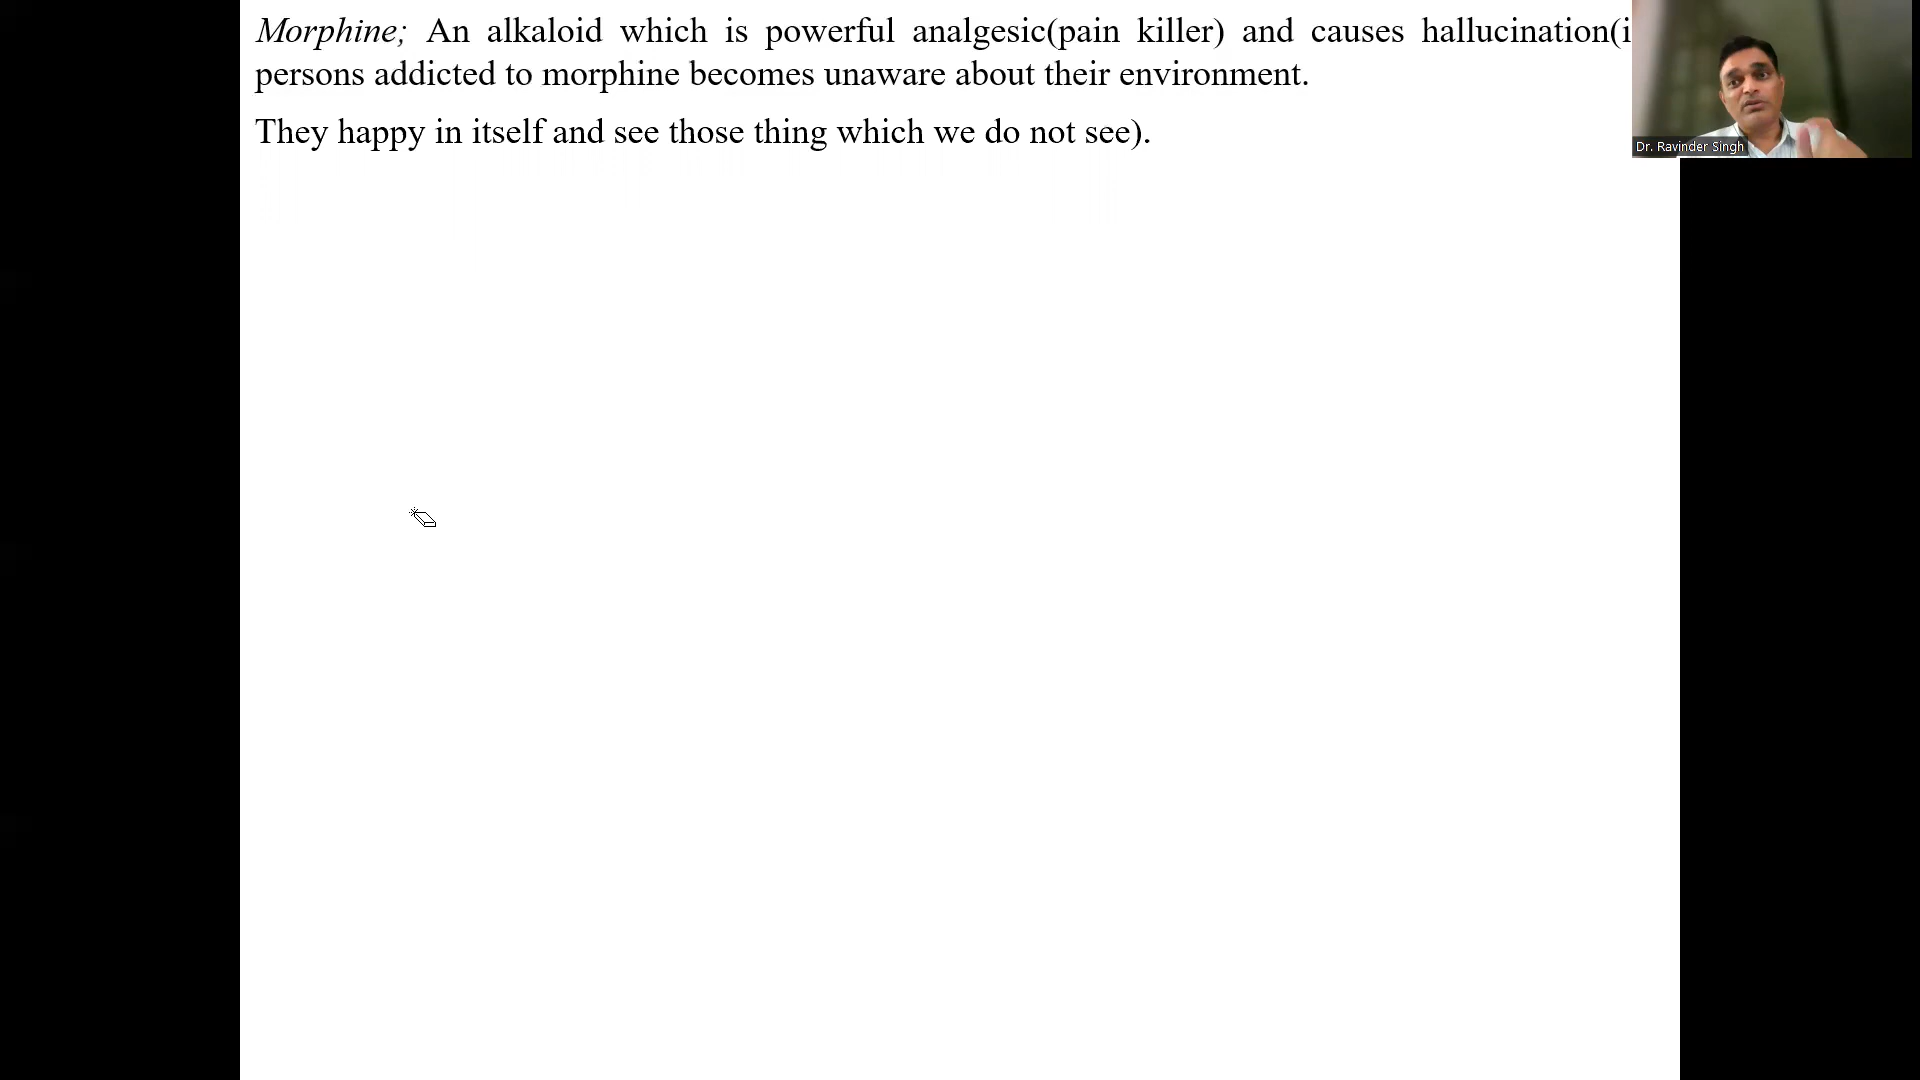 Morphine; An alkaloid which is powerful analgesic(pain killer) and causes hallucination(i
persons addicted to morphine becomes unaware about their environment.
They happy in itself and see those thing which we do not see).
Dr. Ravinder Singh